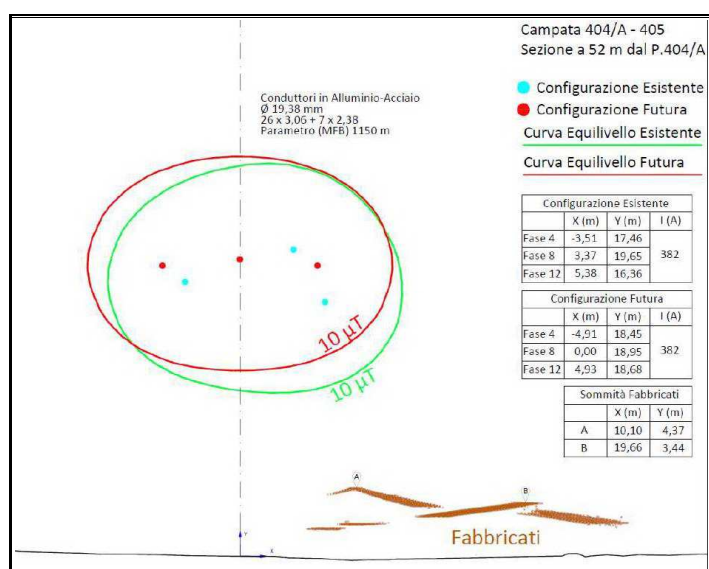 Campata 404/A - 405
Sezione a 52 m dal P.404/A
Configurazione Esistente
Configurazione Futura
Curva Equilivello Esistente
Curva Equilivello Futura
Conduttori in Alluminio-Acciaio
Ø 19,38 mm
26 x 3,06 + 7 x 2,38
Parametro (MFB) 1150 m
10 µT
10 µT
Configurazione Esistente
X (m) Y (m) I (A)
Fase 4 -3,51 17,46
Fase 8 3,37 19,65 382
Fase 12 5,38 16,36
Configurazione Futura
X (m) Y (m) I (A)
Fase 4 -4,91 18,45
Fase 8 0,00 18,95 382
Fase 12 4,93 18,68
Sommità Fabbricati
X (m) Y (m)
A 10,10 4,37
B 19,66 3,44
A
B
Fabbricati
Y
X